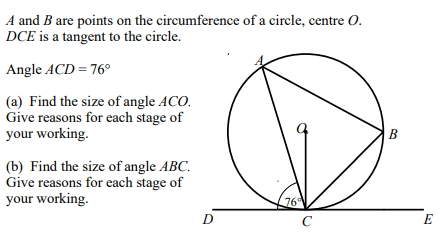 A and B are points on the circumference of a circle, centre O.
DCE is a tangent to the circle.
Angle ACD = 76°
(a) Find the size of angle ACO.
Give reasons for each stage of
your working.
(b) Find the size of angle ABC.
Give reasons for each stage of
your working.
A
O
B
76°
D
C
E